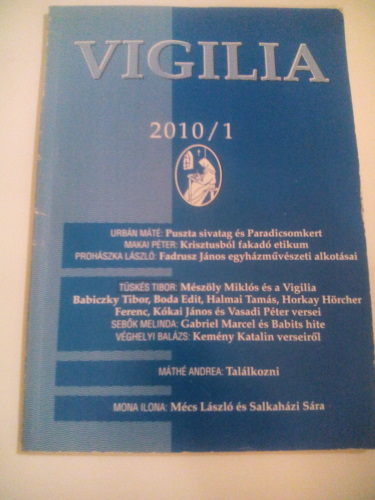 VIGILIA
2010/1
URBÁN MÁTÉ: Puszta sivatag és Paradicsomkert
MAKAI PÉTER: Krisztusból fakadó etikum
PROHÁSZKA LÁSZLÓ: Fadrusz János egyházművészeti alkotásai
TÜSKÉS TIBOR: Mészöly Miklós és a Vigilia
Babiczky Tibor, Boda Edit, Halmai Tamás, Horkay Hörcher
Ferenc, Kókai János és Vasadi Péter versei
SEBŐK MELINDA: Gabriel Marcel és Babits hite
VÉGHELYI BALÁZS: Kemény Katalin verseiről
MÁTHÉ ANDREA: Találkozni
MONA ILONA: Mécs László és Salkaházi Sára